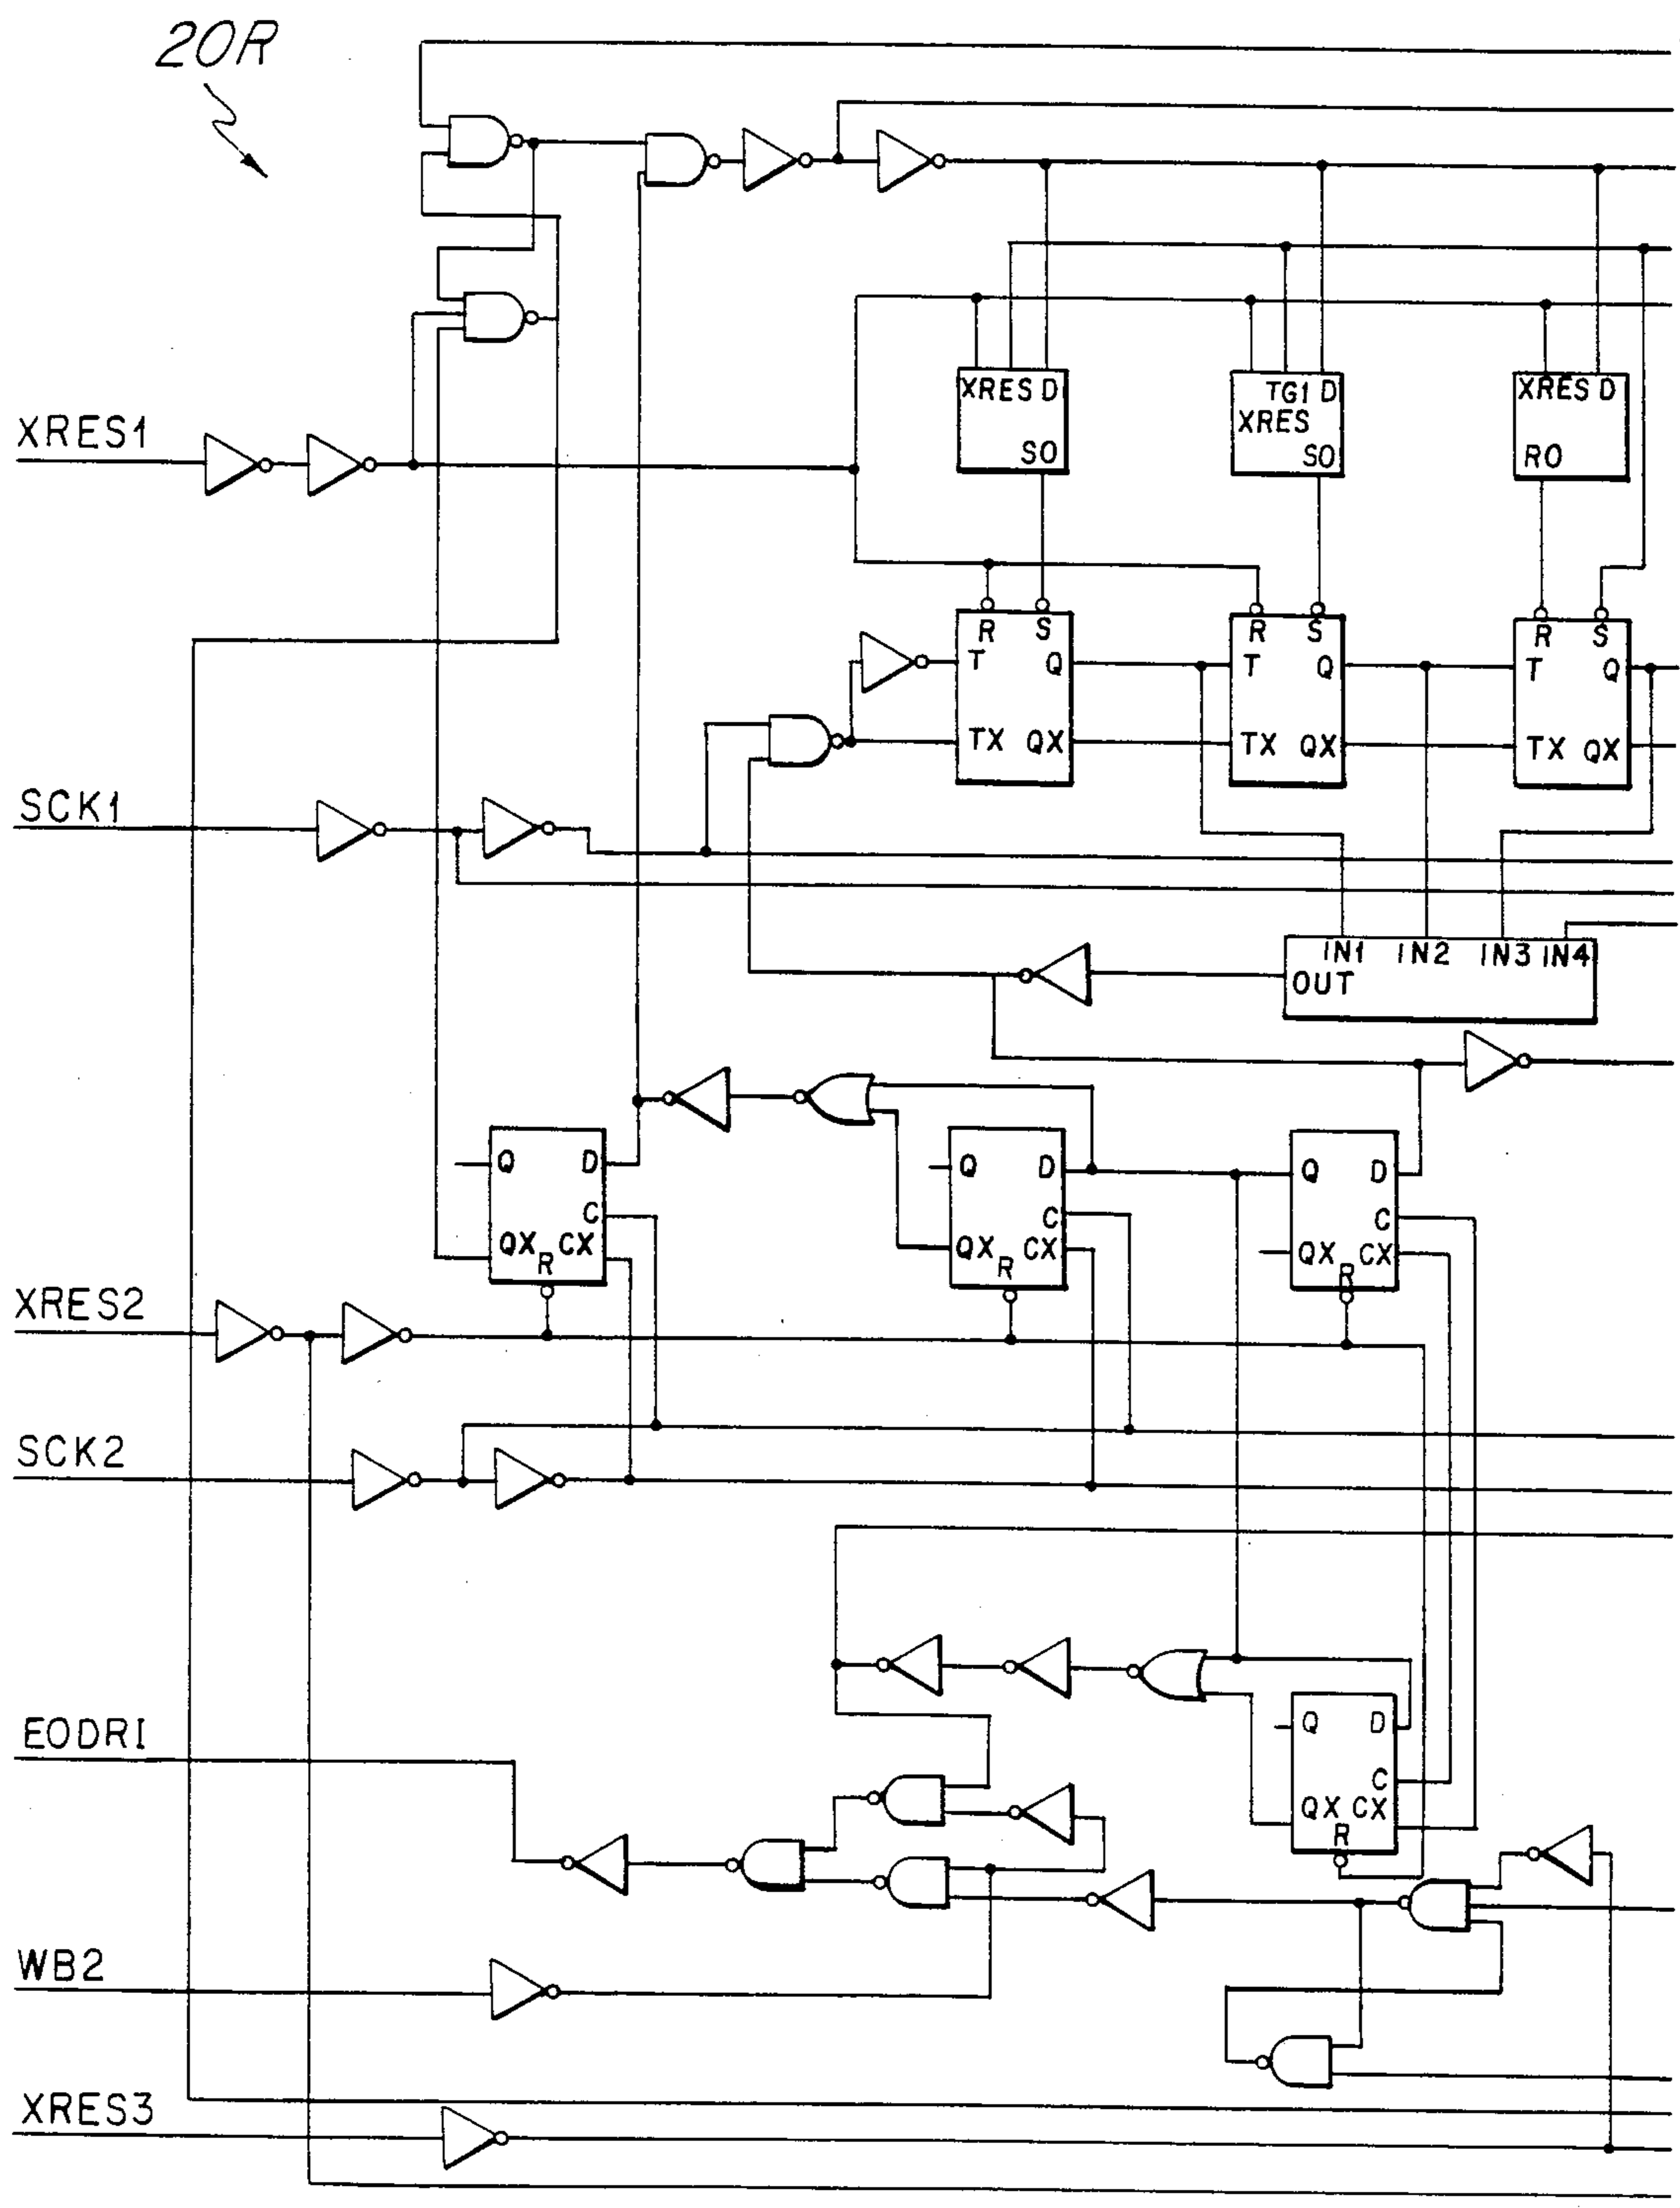 20R
XRES D
SO
TG1 D
XRES
SO
XRES D
RO
XRES1
R S
T Q
TX QX
R S
T Q
TX QX
R S
T Q
TX QX
SCK1
IN1 IN2 IN3 IN4
OUT
Q D
C
QX CX
R
Q D
C
QX CX
R
Q D
C
QX CX
R
XRES2
SCK2
EODRI
Q D
C
QX CX
R
WB2
XRES3